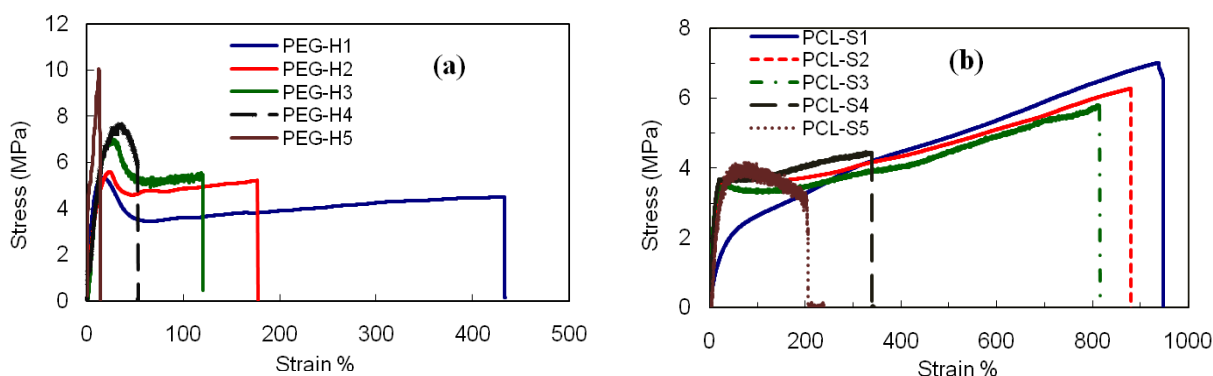 12
10
8
6
4
2
0
Stress (MPa)
PEG-H1
PEG-H2
PEG-H3
PEG-H4
PEG-H5
(a)
0 100 200 300 400 500
Strain %
8
6
4
2
0
Stress (MPa)
PCL-S1
PCL-S2
PCL-S3
PCL-S4
PCL-S5
(b)
0 200 400 600 800 1000
Strain %